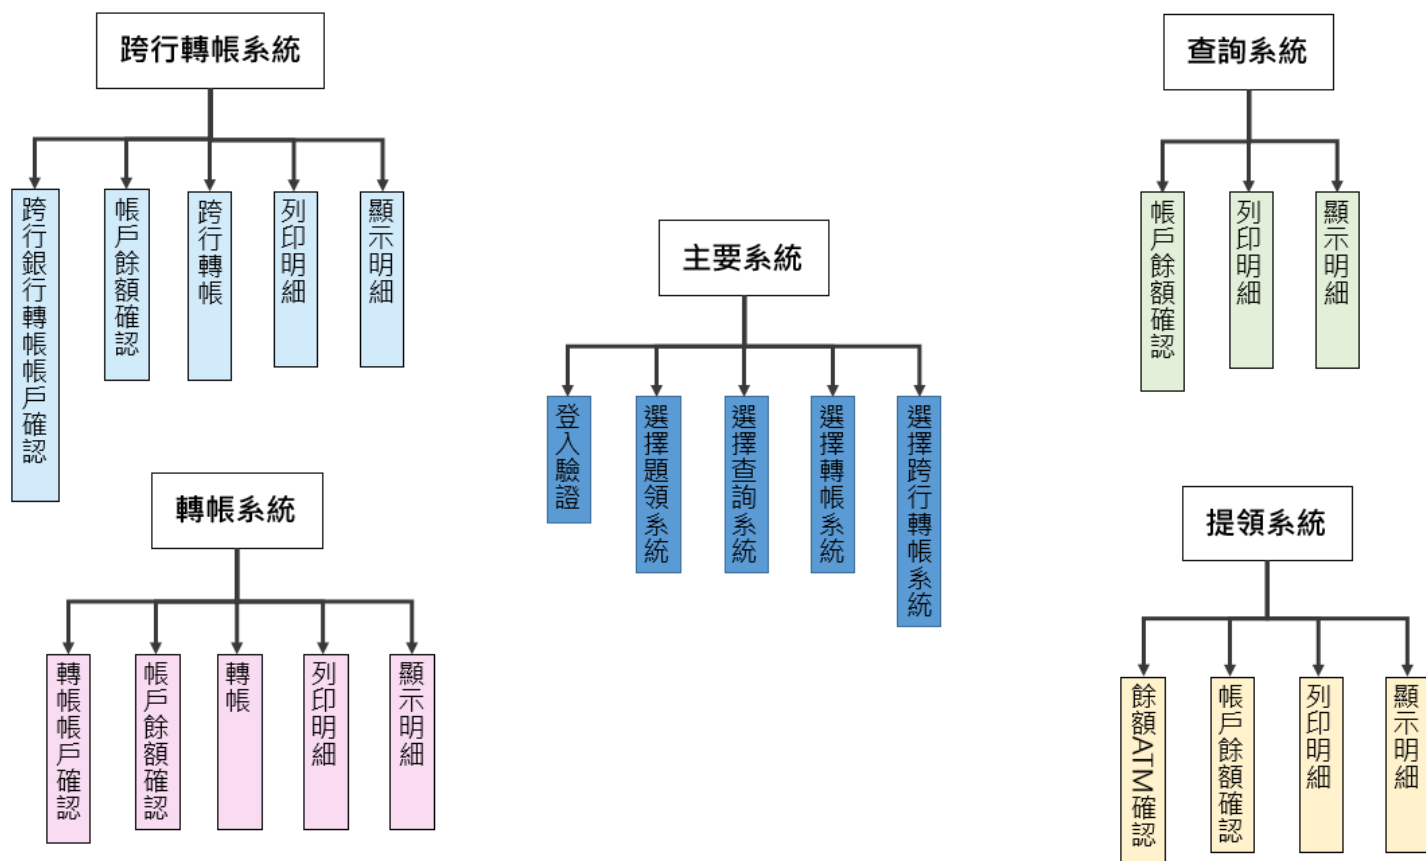 跨行轉帳系統
跨行銀行轉帳帳戶確認
帳戶餘額確認
跨行轉帳
列印明細
顯示明細
查詢系統
帳戶餘額確認
列印明細
顯示明細
主要系統
登入驗證
選擇題領系統
選擇查詢系統
選擇轉帳系統
選擇跨行轉帳系統
轉帳系統
轉帳帳戶確認
帳戶餘額確認
轉帳
列印明細
顯示明細
提領系統
餘額ATM確認
帳戶餘額確認
列印明細
顯示明細